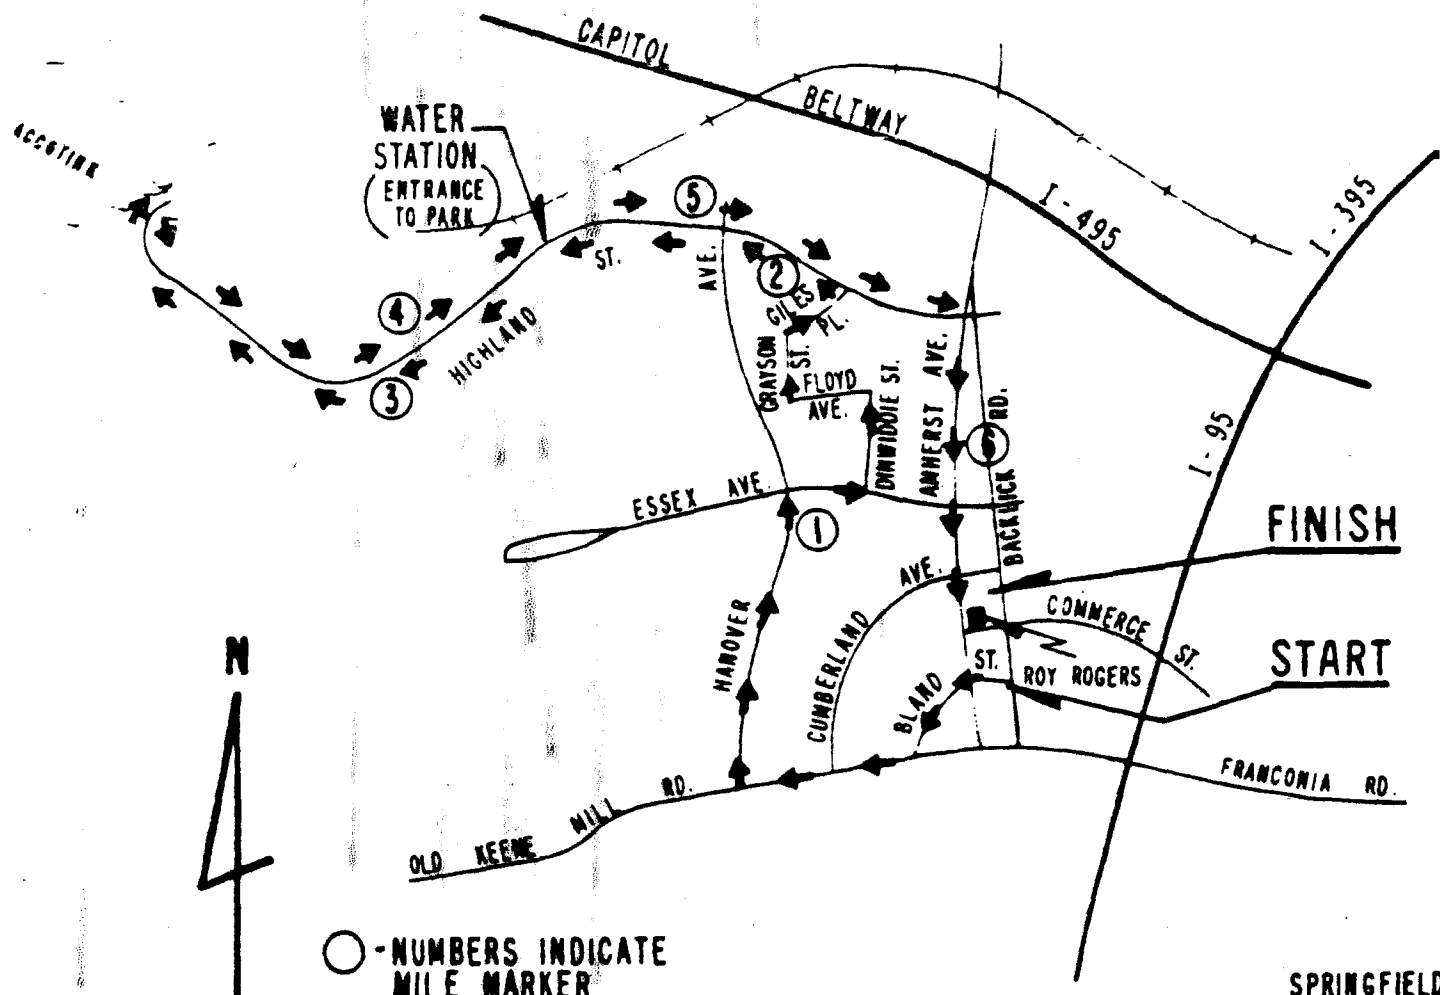 CAPITOL
BELTWAY
WATER
STATION
(ENTRANCE
TO PARK)
ACCOTINK
I-495
I-395
5
ST.
AVE.
2
GILES
PL.
4
HIGHLAND
3
GRAYSON
ST.
FLOYD
AVE.
DINWIDDIE ST.
AMHERST AVE.
6
BACKLICK RD.
I-95
ESSEX AVE.
1
FINISH
HANOVER
CUMBERLAND AVE.
COMMERCE ST.
N
START
BLAND ST.
ROY ROGERS
FRANCONIA RD.
OLD KEENE MILL RD.
-NUMBERS INDICATE
MILE MARKER
SPRINGFIELD